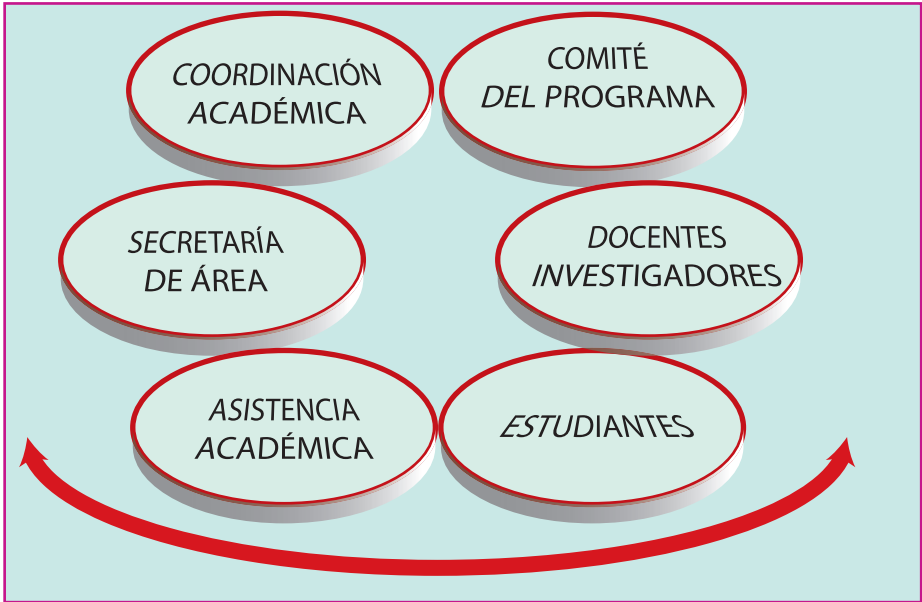 COORDINACIÓN
ACADÉMICA
COMITÉ
DEL PROGRAMA
SECRETARÍA
DE ÁREA
DOCENTES
INVESTIGADORES
ASISTENCIA
ACADÉMICA
ESTUDIANTES